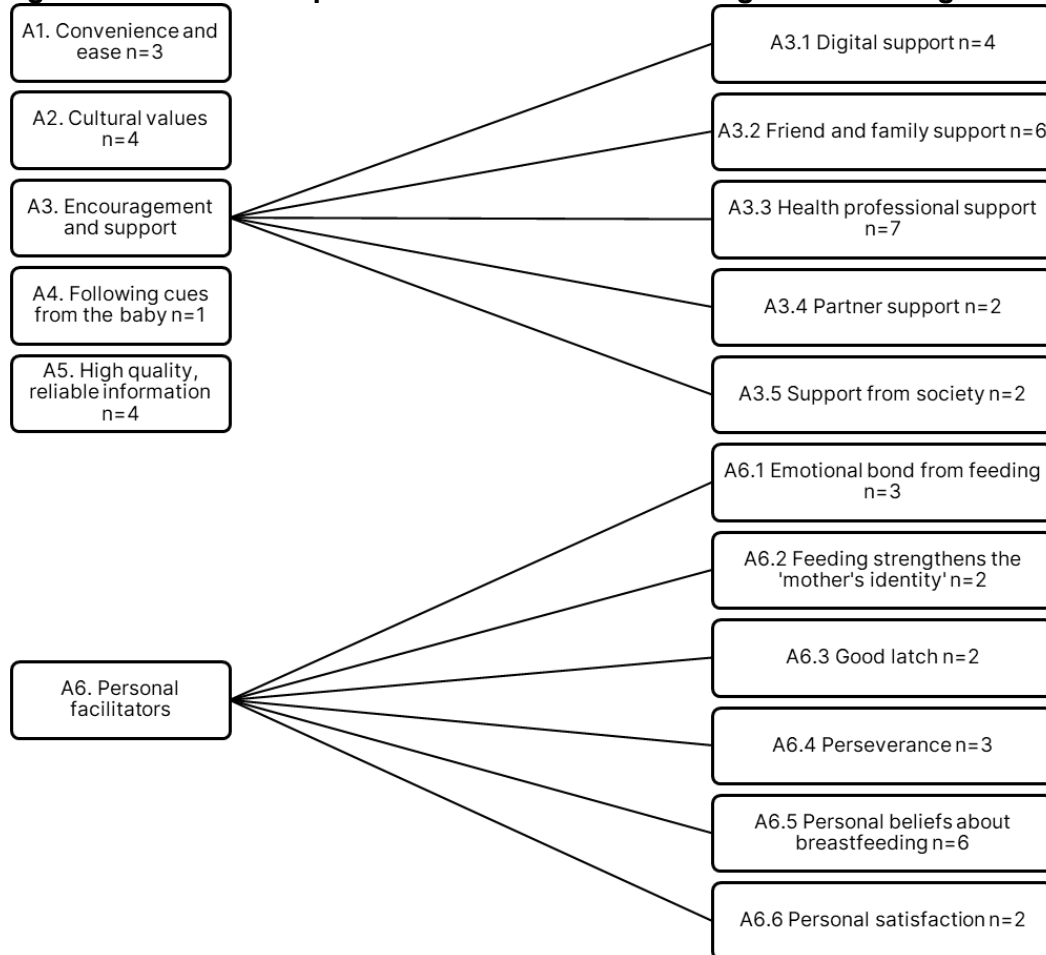 A1. Convenience and
ease n=3
A2. Cultural values
n=4
A3. Encouragement
and support
A4. Following cues
from the baby n=1
A5. High quality,
reliable information
n=4
A6. Personal
facilitators
A3.1 Digital support n=4
A3.2 Friend and family support n=6
A3.3 Health professional support
n=7
A3.4 Partner support n=2
A3.5 Support from society n=2
A6.1 Emotional bond from feeding
n=3
A6.2 Feeding strengthens the
'mother's identity' n=2
A6.3 Good latch n=2
A6.4 Perseverance n=3
A6.5 Personal beliefs about
breastfeeding n=6
A6.6 Personal satisfaction n=2